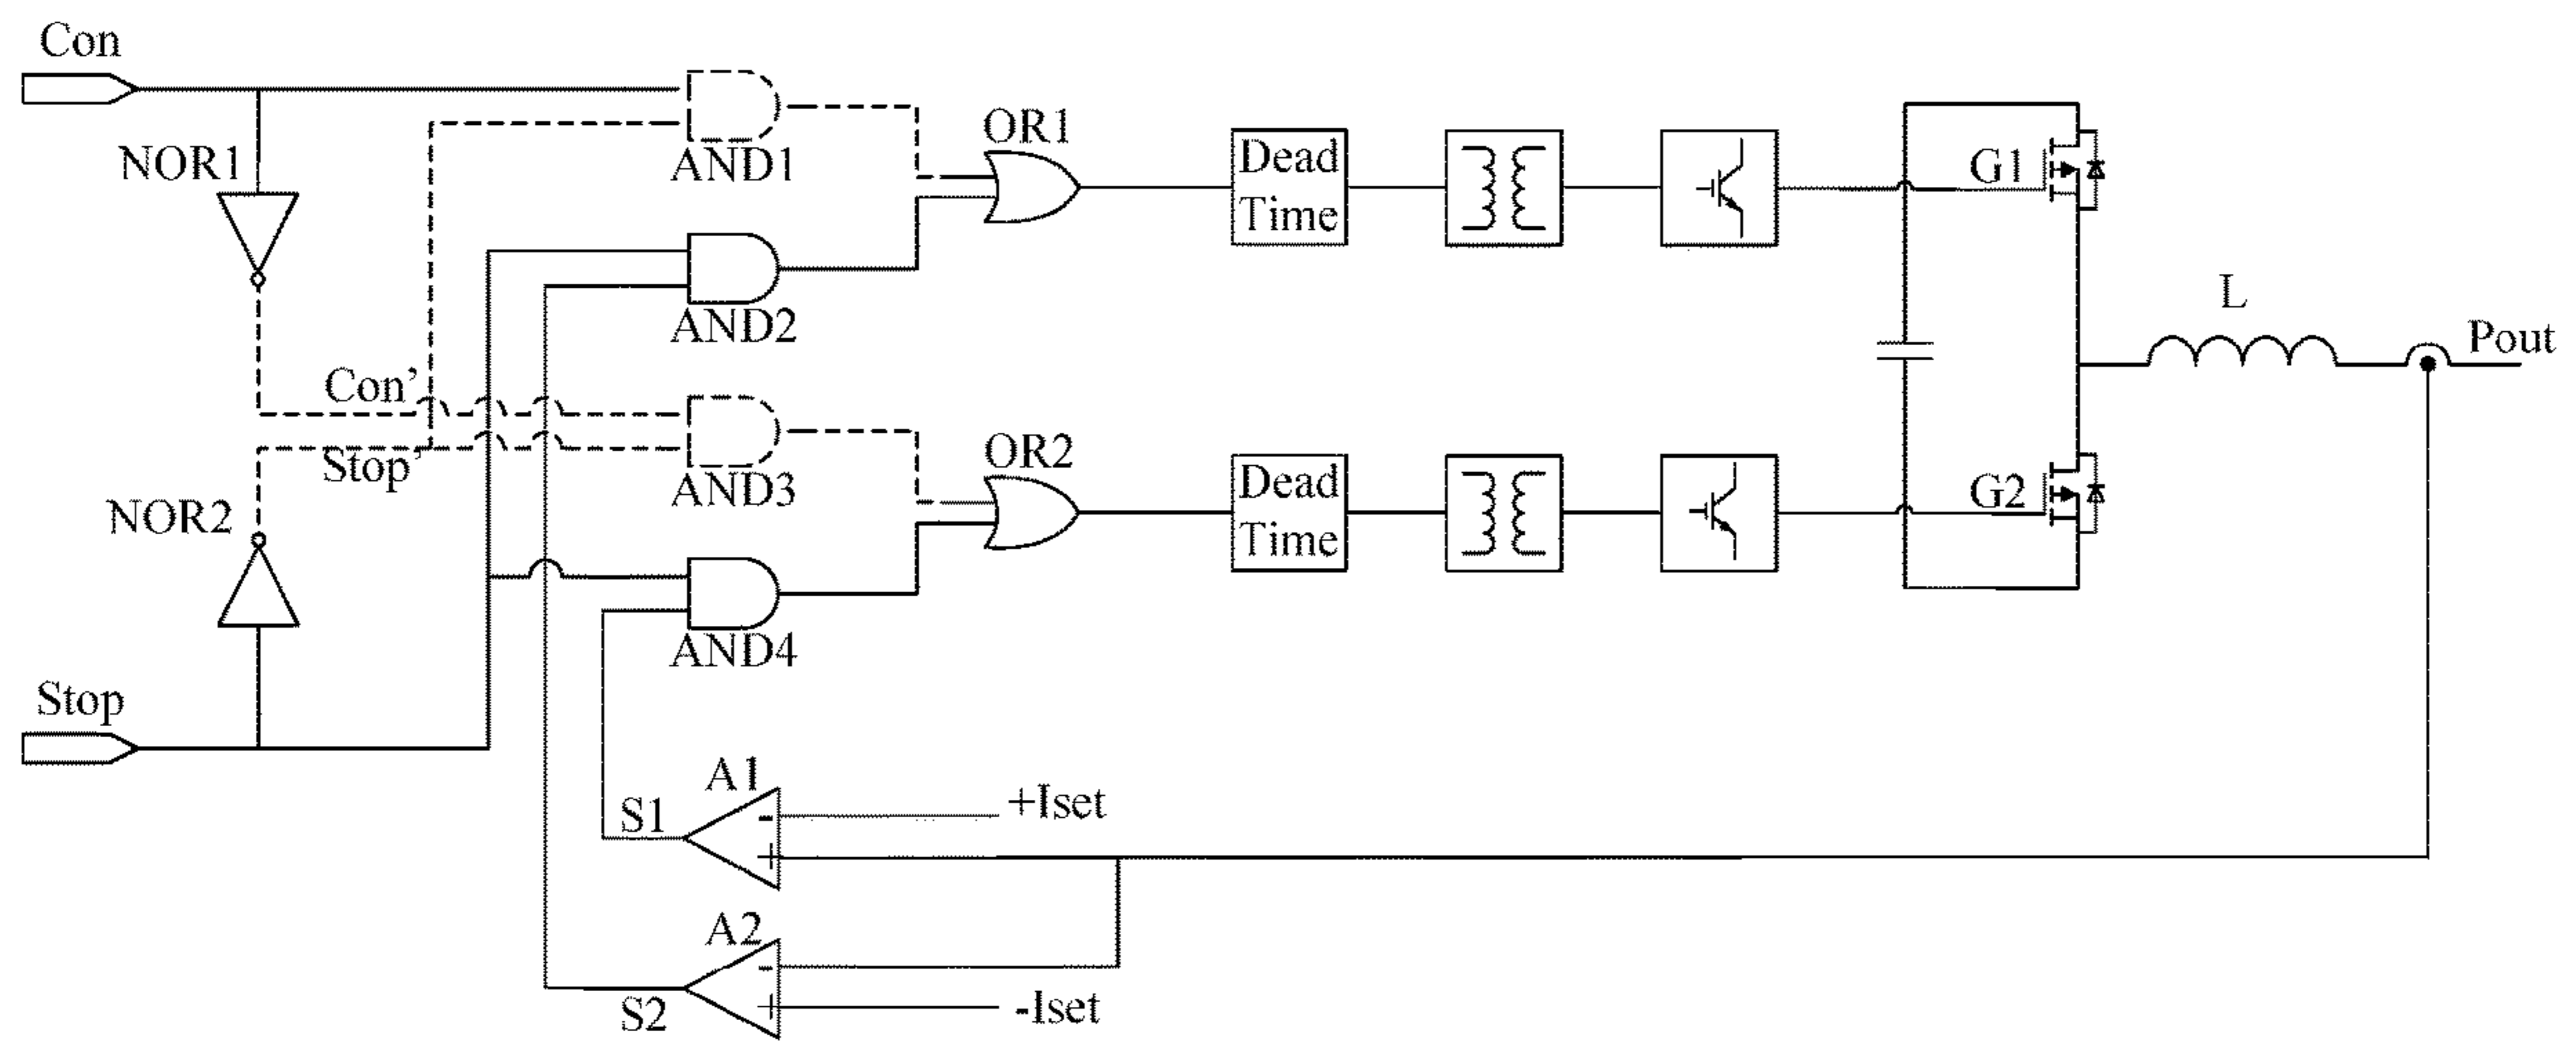 Con
NOR1
AND1
OR1
Dead
Time
G1
AND2
L
Pout
Con’
Stop’
AND3
OR2
Dead
Time
G2
NOR2
AND4
Stop
A1
S1
-
+
+Iset
A2
S2
-
+
-Iset